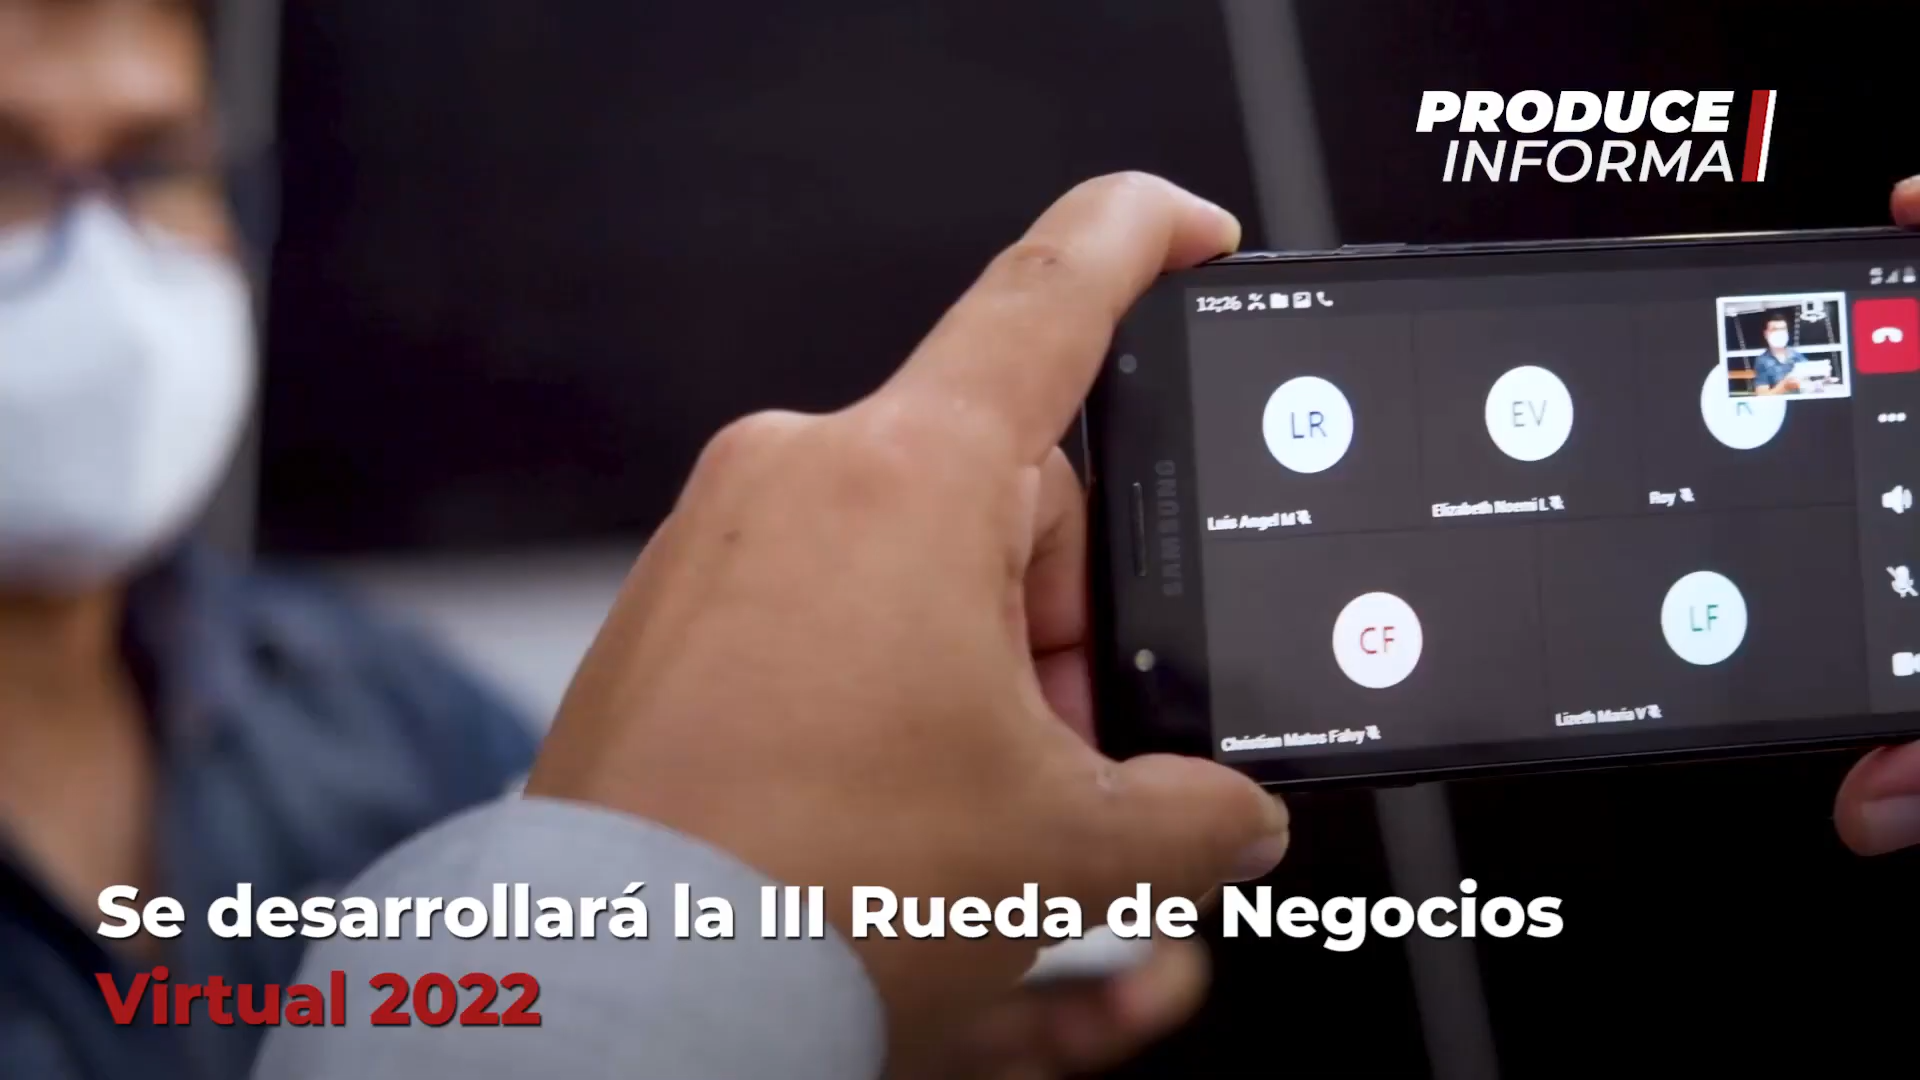 PRODUCE
INFORMA
12:26
LR
EV
Luis Angel M
Elizabeth Noemi L
Roy
SAMSUNG
CF
LF
Christian Matos Falvy
Lizeth Maria V
Se desarrollará la III Rueda de Negocios
Virtual 2022